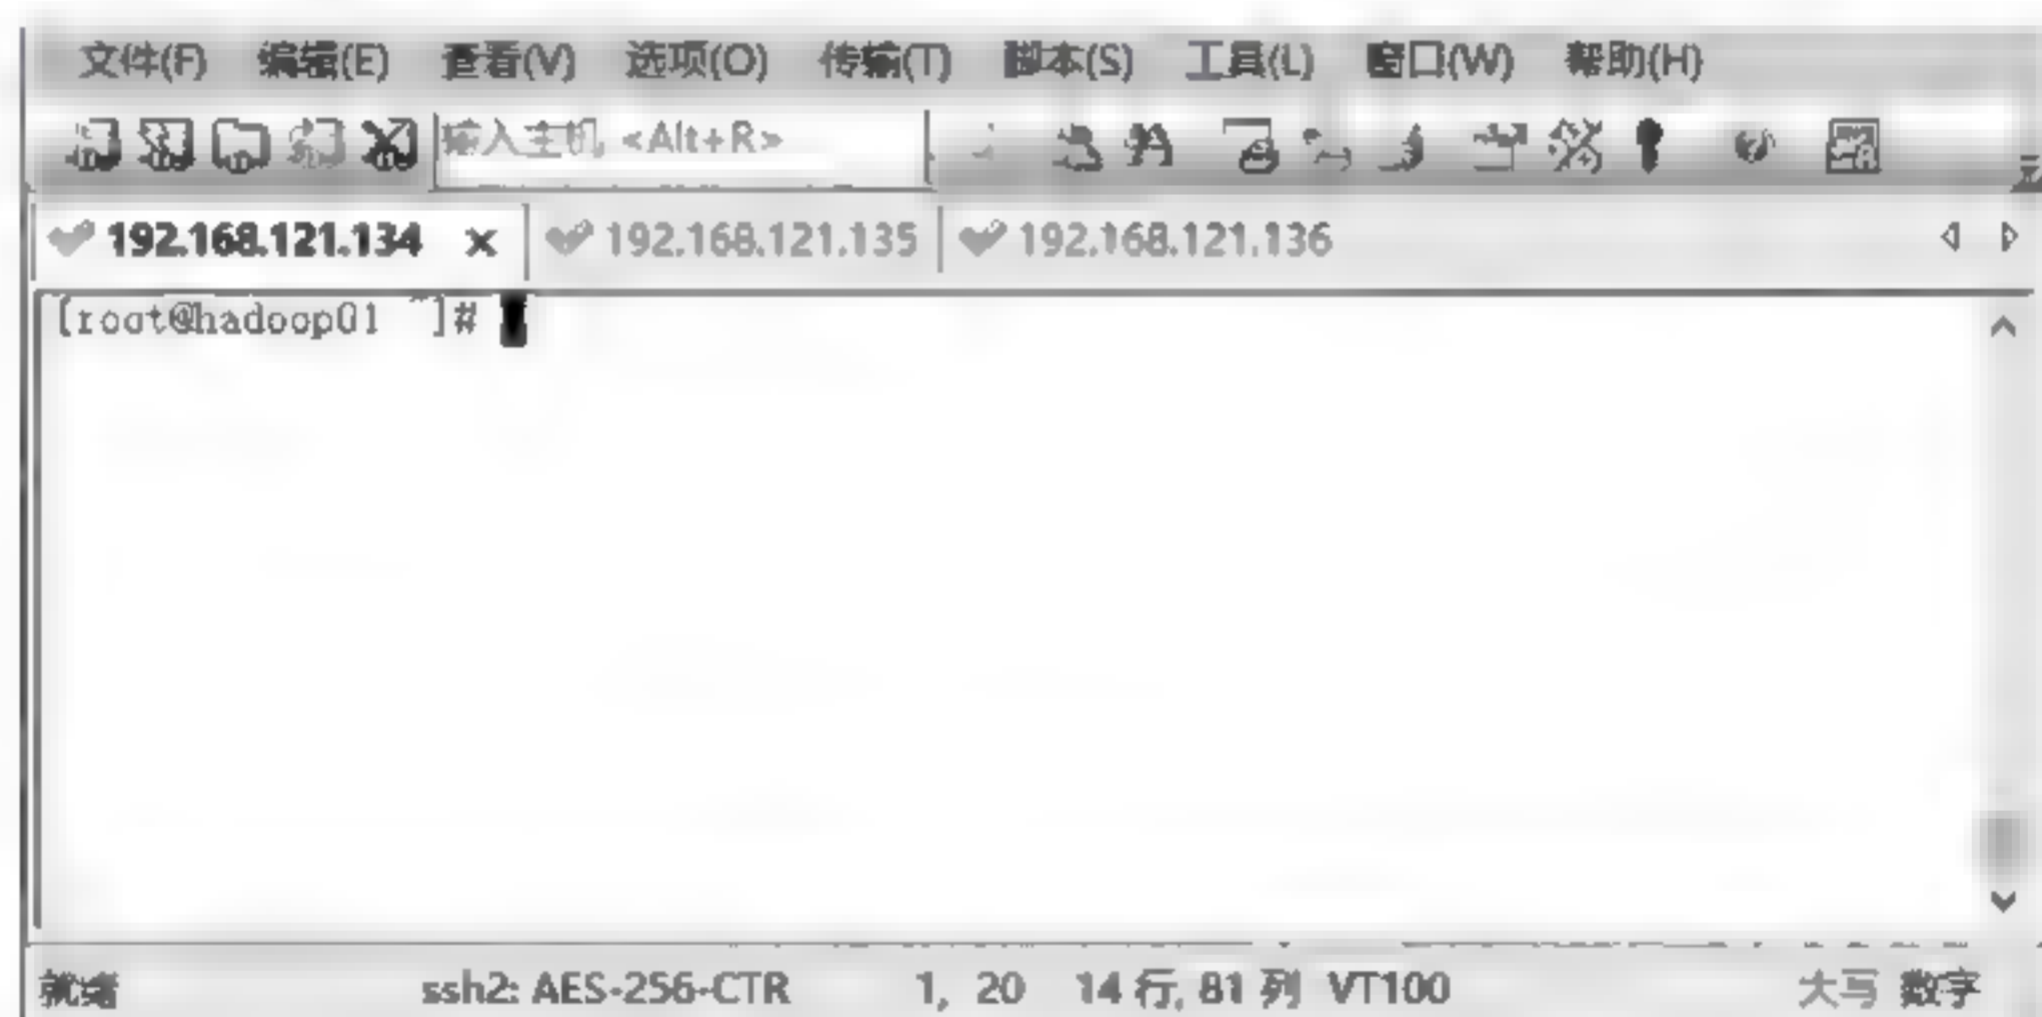 文件(F) 编辑(E) 查看(V) 选项(O) 传输(T) 脚本(S) 工具(L) 窗口(W) 帮助(H)
输入主机 <Alt+R>
192.168.121.134 × 192.168.121.135 192.168.121.136
[root@hadoop01 ~]#
就绪 ssh2: AES-256-CTR 1, 20 14 行, 81 列 VT100 大写 数字